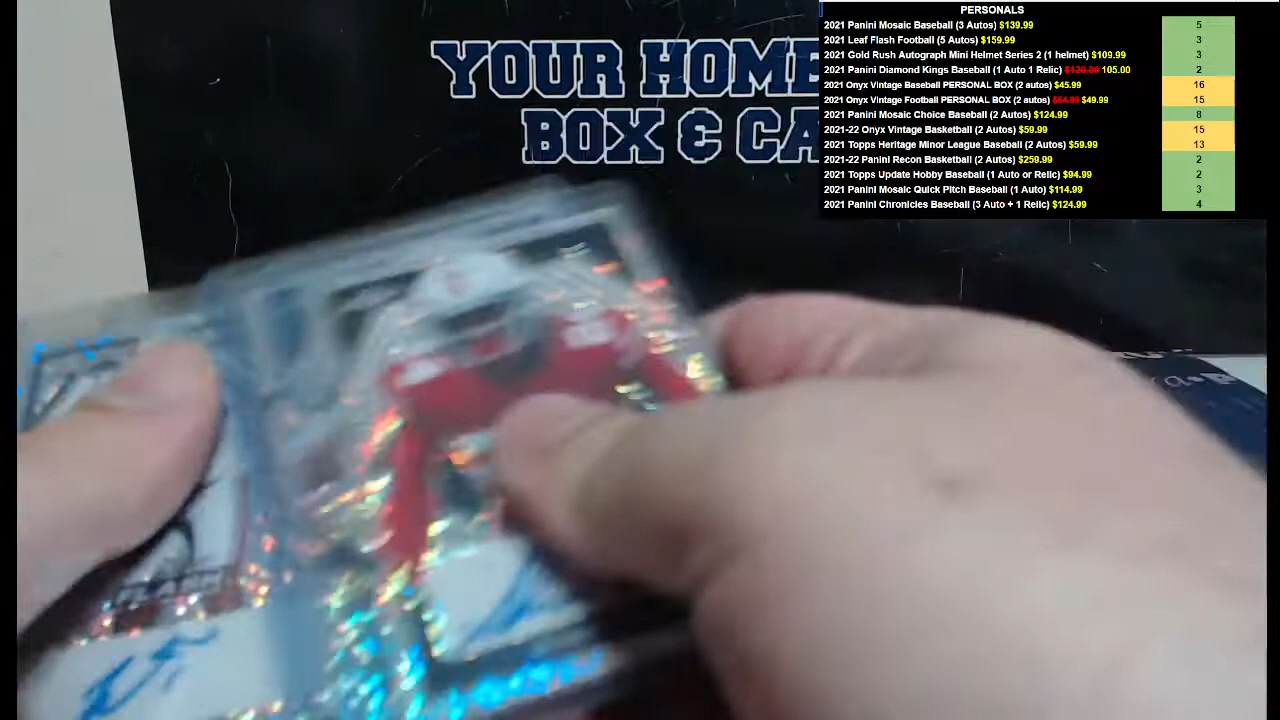 PERSONALS
2021 Panini Mosaic Baseball (3 Autos) $139.99 5
2021 Leaf Flash Football (5 Autos) $159.99 3
2021 Gold Rush Autograph Mini Helmet Series 2 (1 helmet) $109.99 3
2021 Panini Diamond Kings Baseball (1 Auto 1 Relic) $120.00 105.00 2
2021 Onyx Vintage Baseball PERSONAL BOX (2 autos) $45.99 16
2021 Onyx Vintage Football PERSONAL BOX (2 autos) $54.99 $49.99 15
2021 Panini Mosaic Choice Baseball (2 Autos) $124.99 8
2021-22 Onyx Vintage Basketball (2 Autos) $59.99 15
2021 Topps Heritage Minor League Baseball (2 Autos) $59.99 13
2021-22 Panini Recon Basketball (2 Autos) $259.99 2
2021 Topps Update Hobby Baseball (1 Auto or Relic) $94.99 2
2021 Panini Mosaic Quick Pitch Baseball (1 Auto) $114.99 3
2021 Panini Chronicles Baseball (3 Auto + 1 Relic) $124.99 4
YOUR HOME
BOX & CA